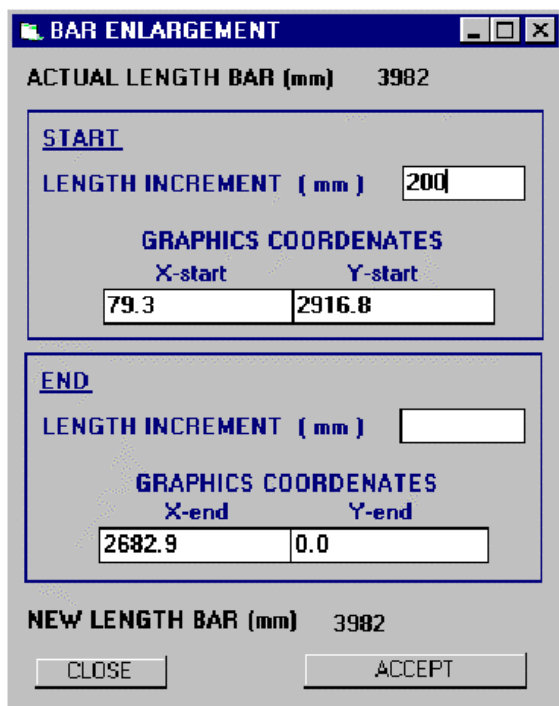 BAR ENLARGEMENT
ACTUAL LENGTH BAR (mm) 3982
START
LENGTH INCREMENT ( mm ) 200
GRAPHICS COORDENATES
X-start Y-start
79.3 2916.8
END
LENGTH INCREMENT ( mm )
GRAPHICS COORDENATES
X-end Y-end
2682.9 0.0
NEW LENGTH BAR (mm) 3982
CLOSE ACCEPT